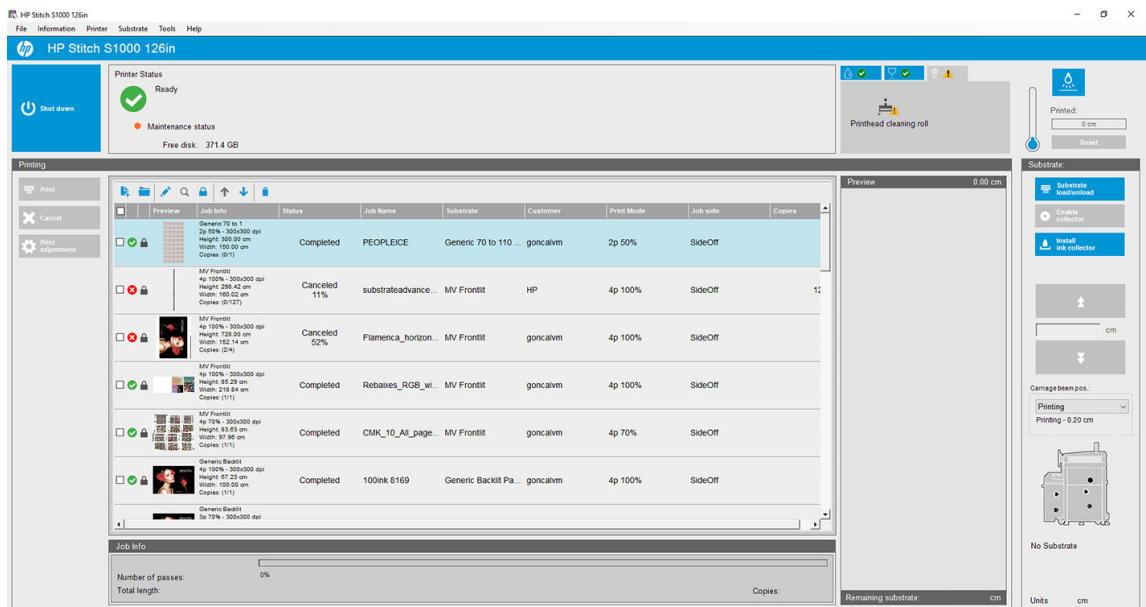 HP Stitch S1000 126in
File Information Printer Substrate Tools Help
HP Stitch S1000 126in
Shut down
Printer Status
Ready
Maintenance status
Free disk: 371.4 GB
Printhead cleaning roll
Printed:
0 cm
Reset
Printing
Print
Cancel
Print
adjustment
Preview Job Info Status Job Name Substrate Customer Print Mode Job side Copies
Generic 70 to 1
2p 50% - 300x300 dpi
Height: 300.00 cm
Width: 150.00 cm
Copies: (0/1)
Completed PEOPLEICE Generic 70 to 110 ... goncalvm 2p 50% SideOff
MV Frontlit
4p 100% - 300x300 dpi
Height: 298.42 cm
Width: 160.02 cm
Copies: (0/127)
Canceled
11%
substrateadvance... MV Frontlit HP 4p 100% SideOff 12
MV Frontlit
4p 100% - 300x300 dpi
Height: 728.00 cm
Width: 152.14 cm
Copies: (2/4)
Canceled
52%
Flamenca_horizon... MV Frontlit goncalvm 4p 100% SideOff
MV Frontlit
4p 100% - 300x300 dpi
Height: 85.29 cm
Width: 218.84 cm
Copies: (1/1)
Completed Rebaixes_RGB_wi... MV Frontlit goncalvm 4p 100% SideOff
MV Frontlit
4p 70% - 300x300 dpi
Height: 83.63 cm
Width: 97.96 cm
Copies: (1/1)
Completed CMK_10_All_page... MV Frontlit goncalvm 4p 70% SideOff
Generic Backlit
4p 100% - 300x300 dpi
Height: 67.23 cm
Width: 100.00 cm
Copies: (1/1)
Completed 100ink 8169 Generic Backlit Pa... goncalvm 4p 100% SideOff
Generic Backlit
3p 70% - 300x300 dpi
Job Info
0%
Number of passes:
Total length:
Copies:
Preview 0.00 cm
Remaining substrate: cm
Substrate:
Substrate
load/unload
Enable
collector
Install
ink collector
cm
Carriage beam pos.:
Printing
Printing - 0.20 cm
No Substrate
Units cm